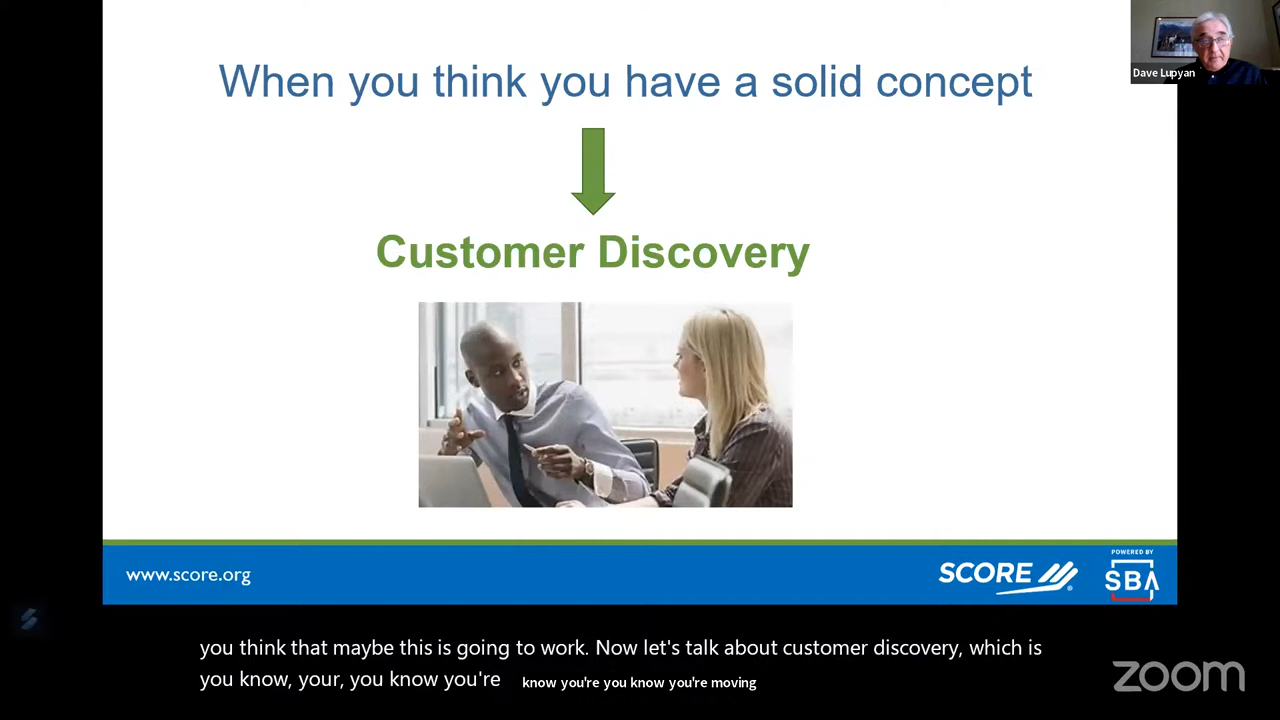 When you think you have a solid concept
Dave Lupyan
Customer Discovery
www.score.org
SCORE
®
POWERED BY
SBA
you think that maybe this is going to work. Now let's talk about customer discovery, which is
you know, your, you know you're
know you're you know you're moving
zoom